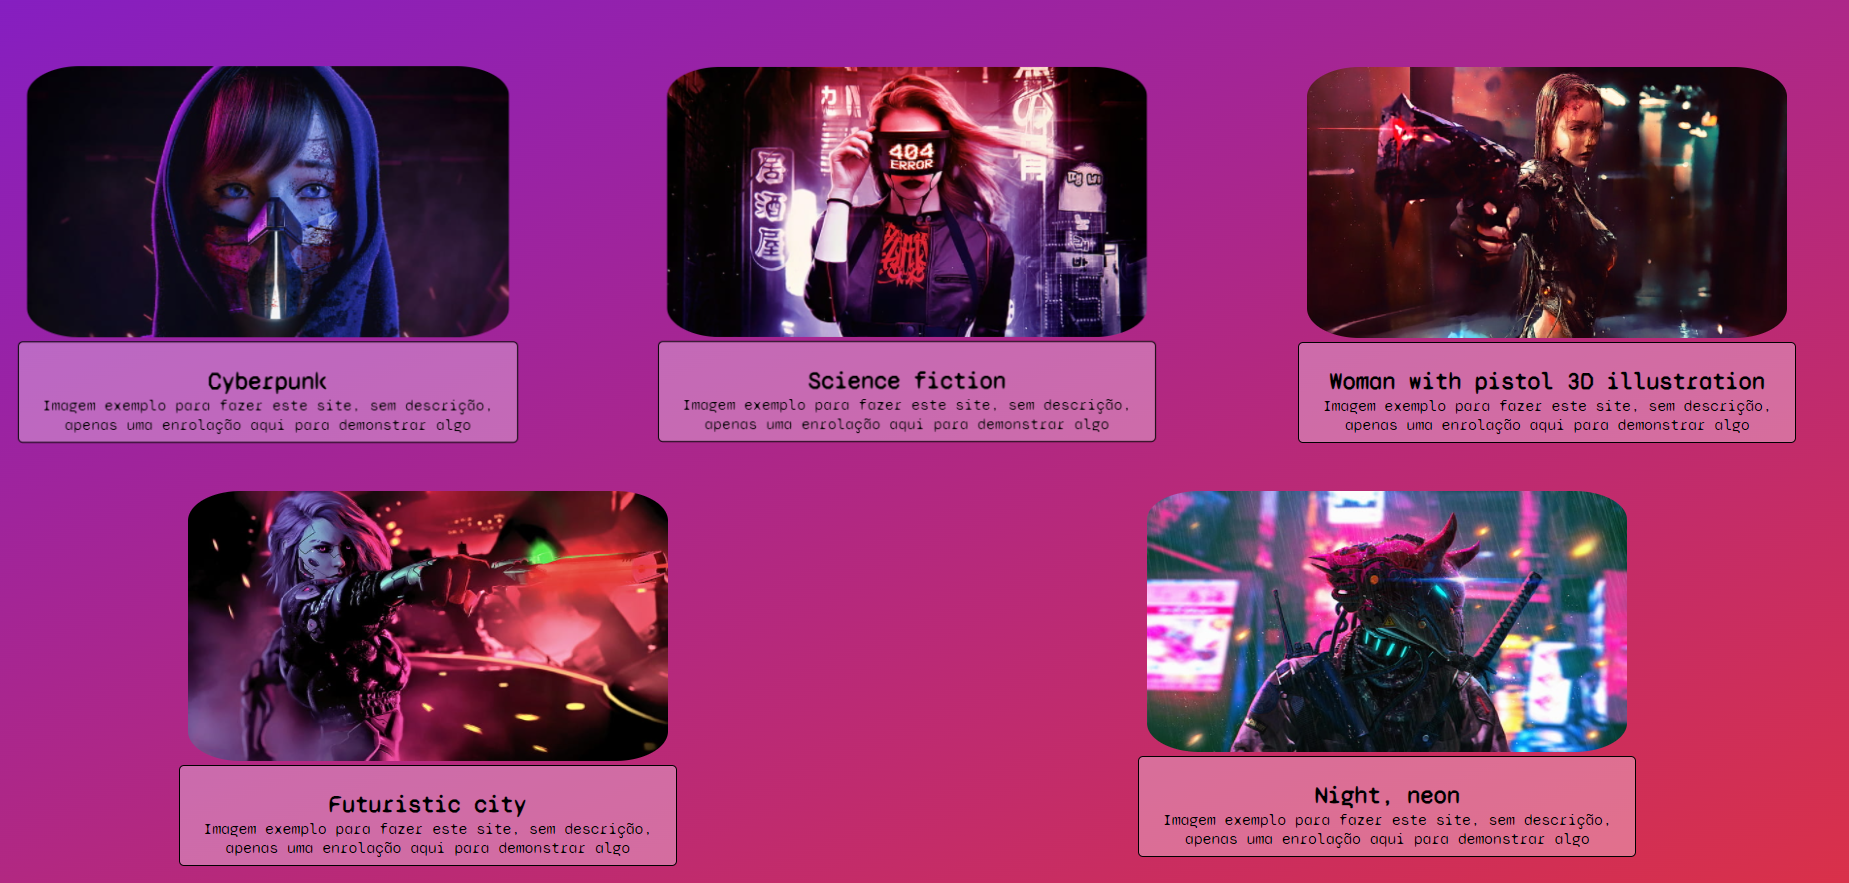 404
ERROR
居
酒
屋
Cyberpunk
Imagem exemplo para fazer este site, sem descrição,
apenas uma enrolação aqui para demonstrar algo
Science fiction
Imagem exemplo para fazer este site, sem descrição,
apenas uma enrolação aqui para demonstrar algo
Woman with pistol 3D illustration
Imagem exemplo para fazer este site, sem descrição,
apenas uma enrolação aqui para demonstrar algo
Futuristic city
Imagem exemplo para fazer este site, sem descrição,
apenas uma enrolação aqui para demonstrar algo
Night, neon
Imagem exemplo para fazer este site, sem descrição,
apenas uma enrolação aqui para demonstrar algo